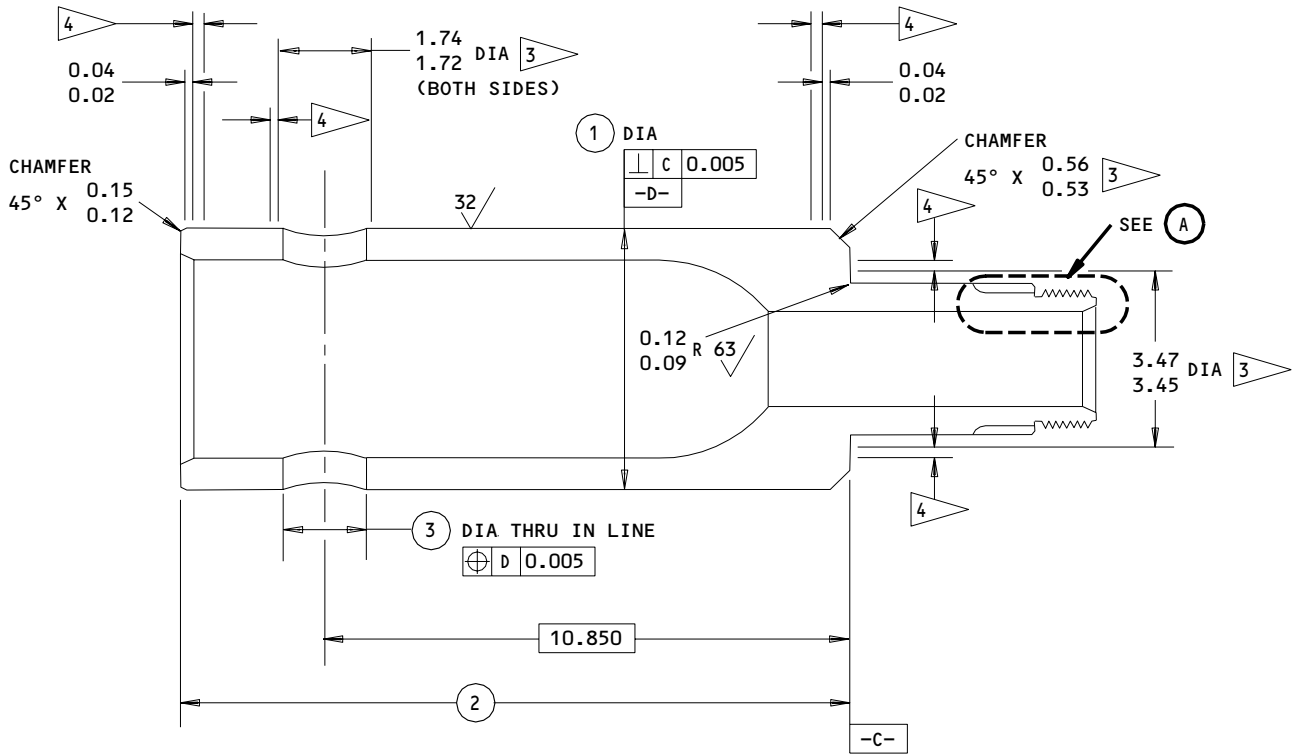 4
0.04
0.02
1.74
1.72 DIA 3
(BOTH SIDES)
4
4
0.04
0.02
1 DIA
⊥ C 0.005
-D-
CHAMFER
45° X 0.15
0.12
32
CHAMFER
45° X 0.56
0.53 3
4
SEE A
0.12
0.09 R 63
3.47
3.45 DIA 3
4
3 DIA THRU IN LINE
⌖ D 0.005
10.850
2
-C-